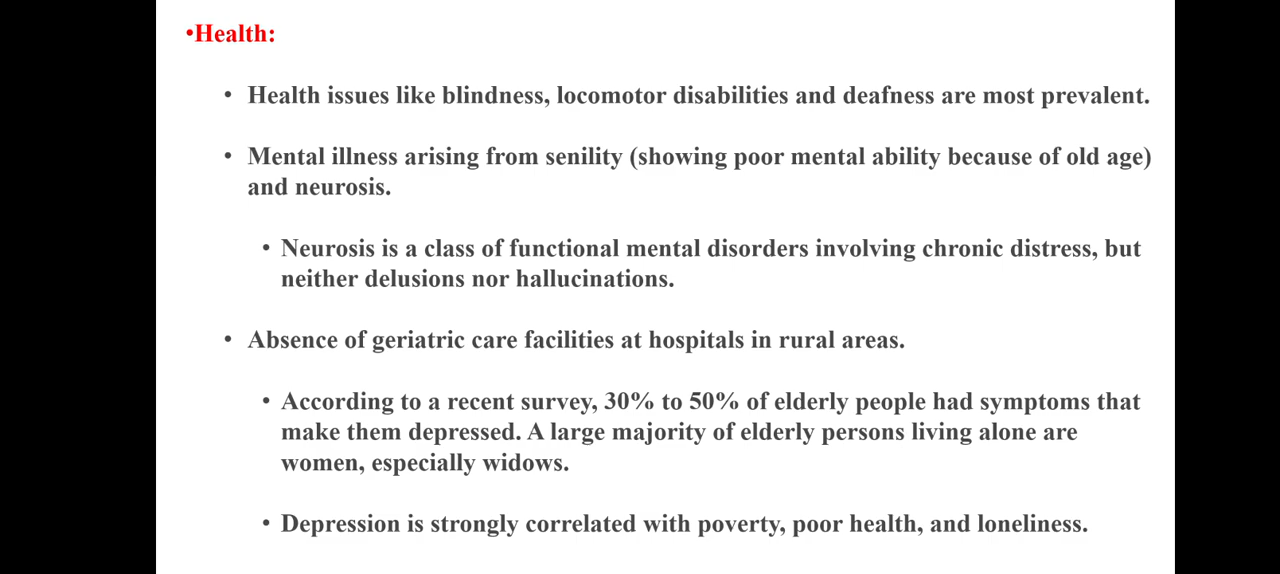 •Health:
• Health issues like blindness, locomotor disabilities and deafness are most prevalent.
• Mental illness arising from senility (showing poor mental ability because of old age)
and neurosis.
• Neurosis is a class of functional mental disorders involving chronic distress, but
neither delusions nor hallucinations.
• Absence of geriatric care facilities at hospitals in rural areas.
• According to a recent survey, 30% to 50% of elderly people had symptoms that
make them depressed. A large majority of elderly persons living alone are
women, especially widows.
• Depression is strongly correlated with poverty, poor health, and loneliness.